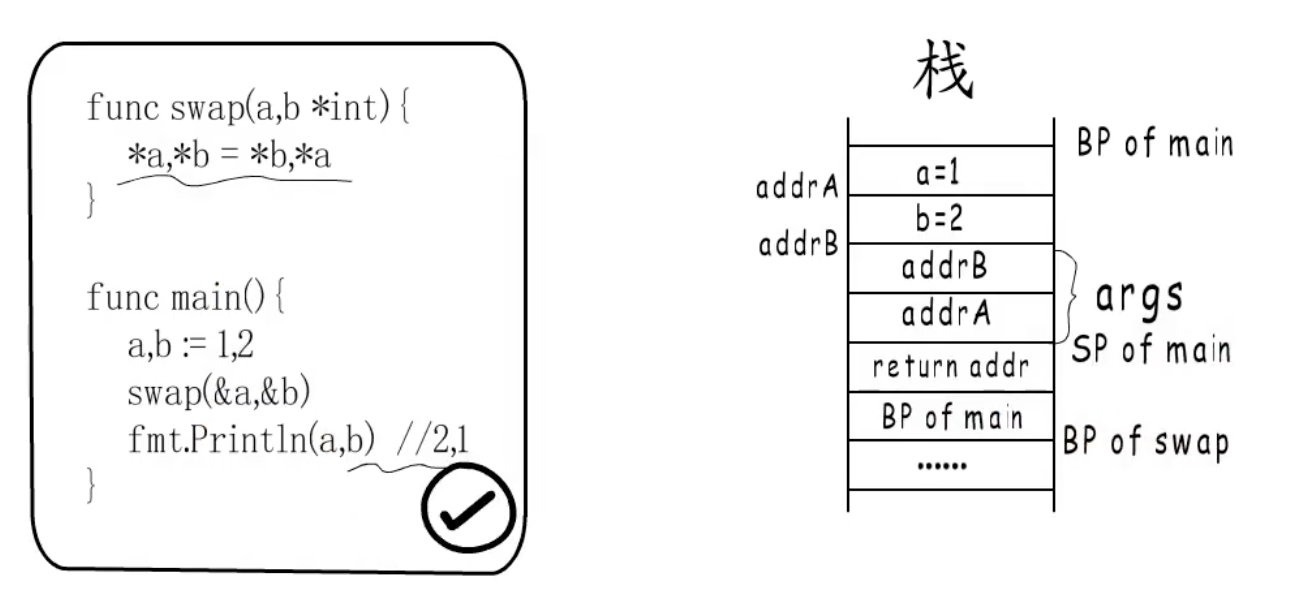 func swap(a,b *int) {
*a,*b = *b,*a
}
func main() {
a,b := 1,2
swap(&a,&b)
fmt.Println(a,b) //2,1
}
栈
BP of main
a=1
addrA
b=2
addrB
addrB
args
addrA
SP of main
return addr
BP of main
BP of swap
......